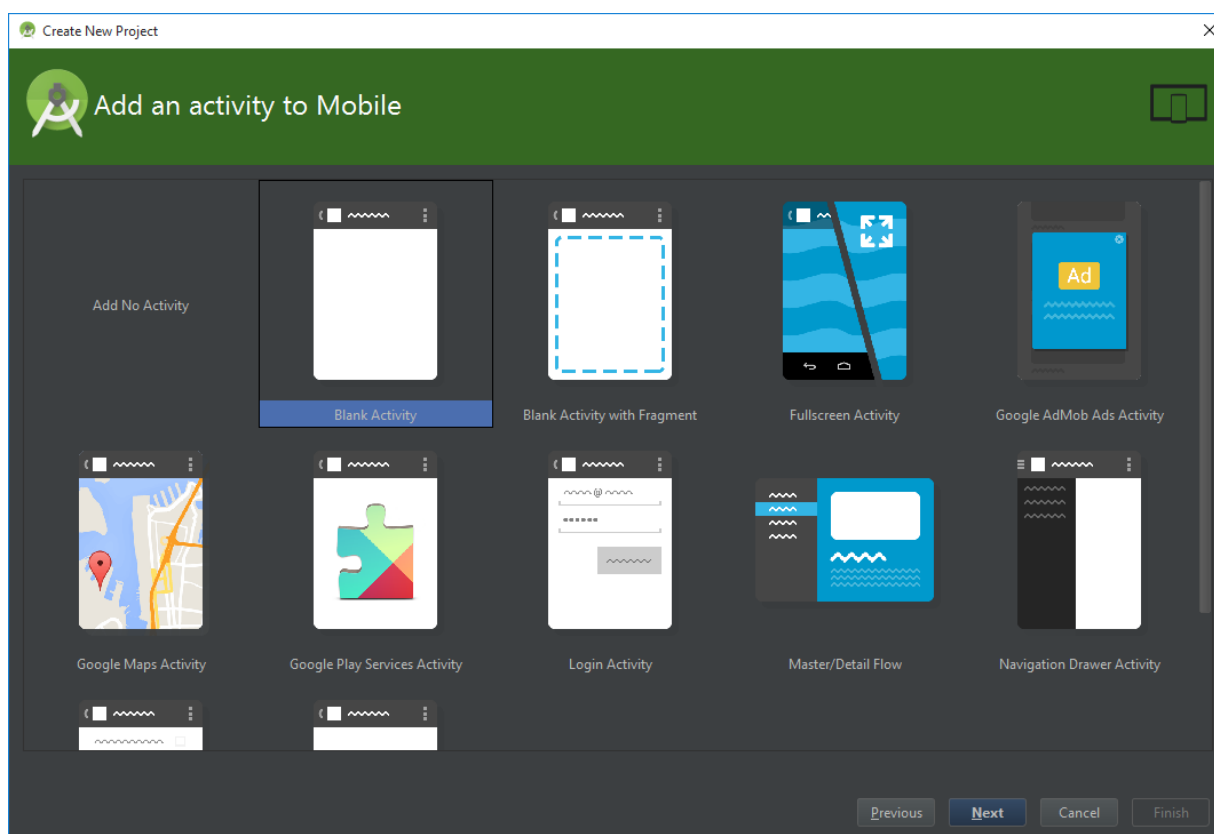 Create New Project
Add an activity to Mobile
Add No Activity
Blank Activity
Blank Activity with Fragment
Fullscreen Activity
Ad
Google AdMob Ads Activity
Google Maps Activity
Google Play Services Activity
@
Login Activity
Master/Detail Flow
Navigation Drawer Activity
Previous
Next
Cancel
Finish